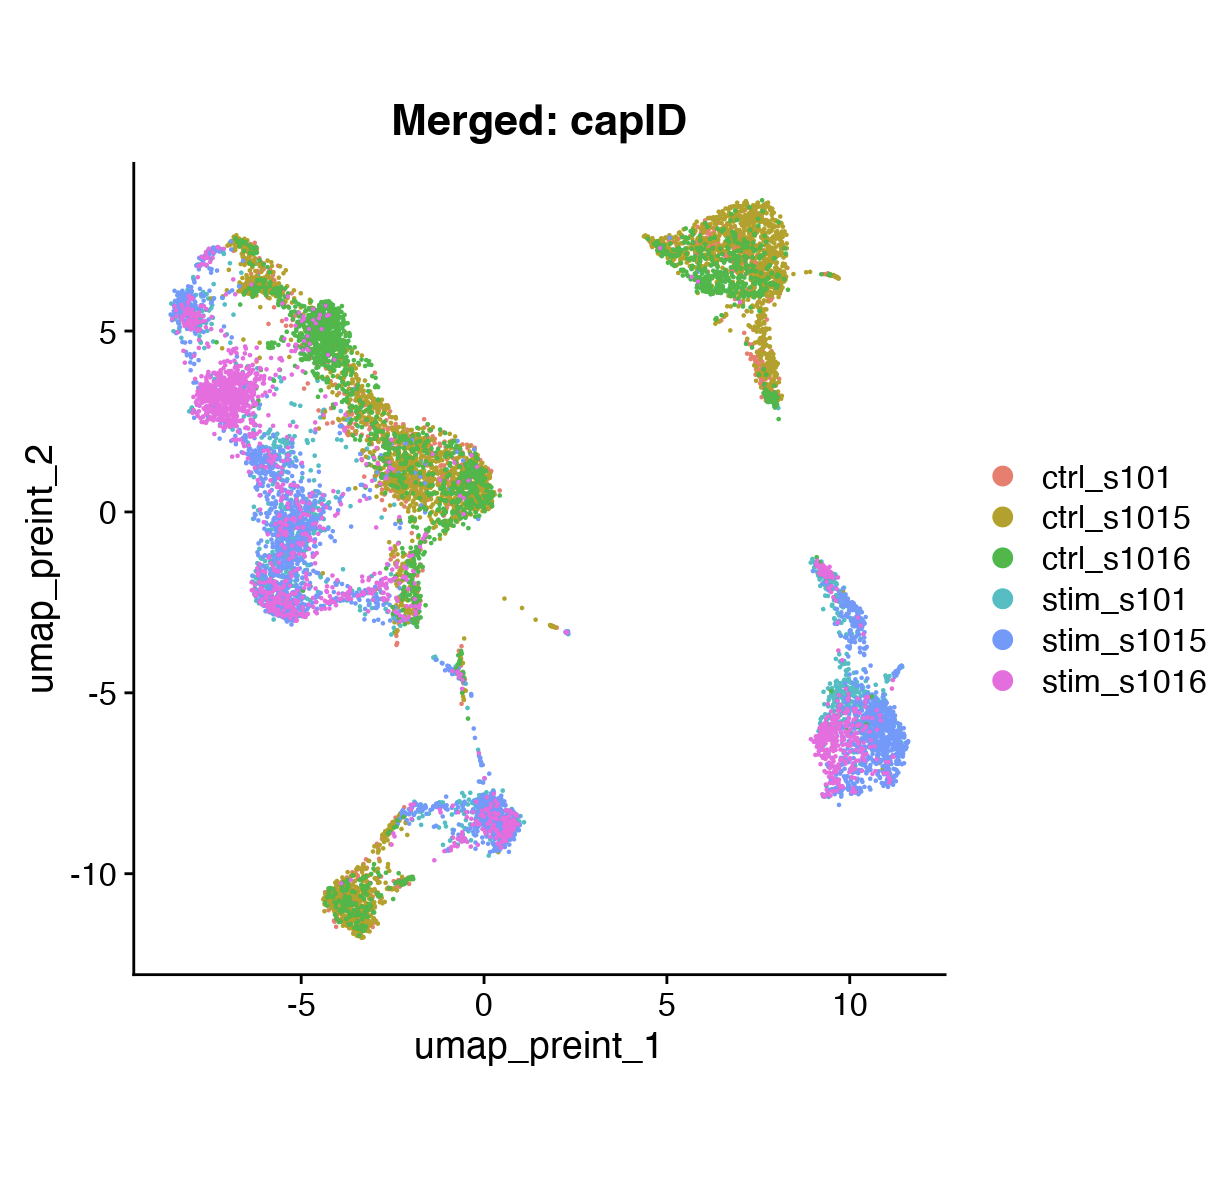 Merged: capID
umap_preint_2
5
0
-5
-10
-5 0 5 10
umap_preint_1
ctrl_s101
ctrl_s1015
ctrl_s1016
stim_s101
stim_s1015
stim_s1016